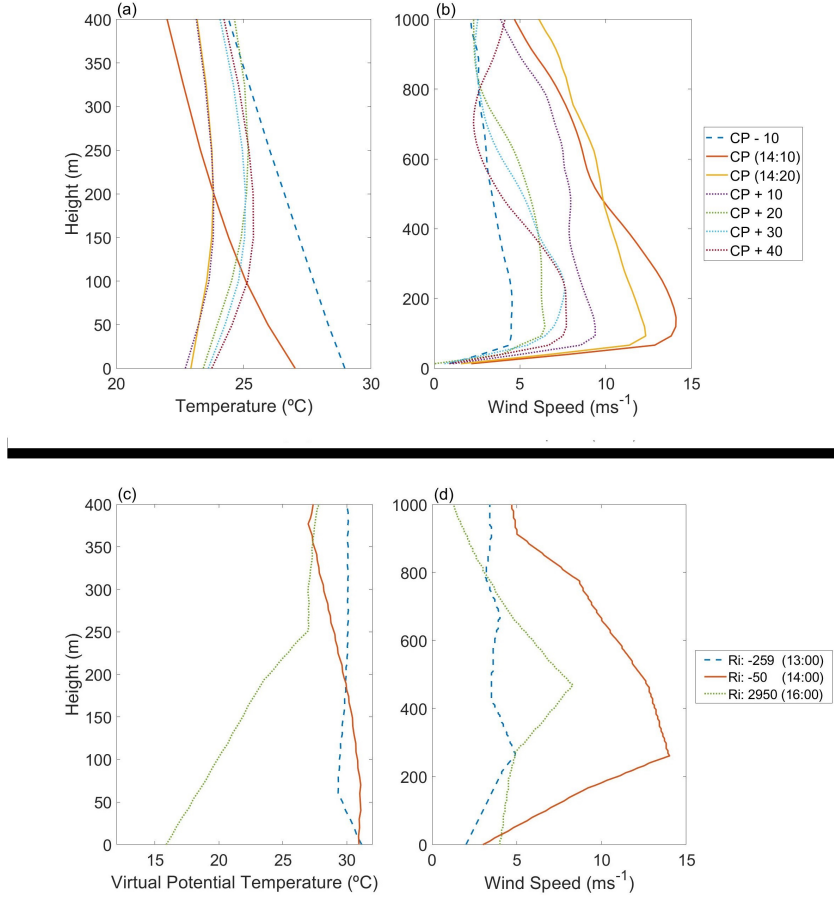 (a)
(b)
400
350
300
250
200
150
100
50
0
Height (m)
20
25
30
Temperature (ºC)
1000
800
600
400
200
0
0
5
10
15
Wind Speed (ms-1)
CP - 10
CP (14:10)
CP (14:20)
CP + 10
CP + 20
CP + 30
CP + 40
(c)
(d)
400
350
300
250
200
150
100
50
0
Height (m)
15
20
25
30
Virtual Potential Temperature (ºC)
1000
800
600
400
200
0
0
5
10
15
Wind Speed (ms-1)
Ri: -259 (13:00)
Ri: -50 (14:00)
Ri: 2950 (16:00)